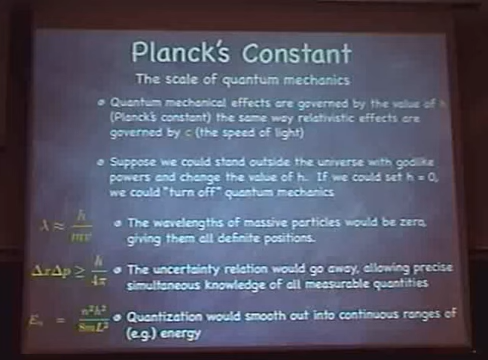 Planck's Constant
The scale of quantum mechanics
Quantum mechanical effects are governed by the value of h
(Planck's constant) the same way relativistic effects are
governed by c (the speed of light)
Suppose we could stand outside the universe with godlike
powers and change the value of h. If we could set h = 0,
we could "turn off" quantum mechanics
λ ≈ h/mv
The wavelengths of massive particles would be zero,
giving them all definite positions.
ΔxΔp ≥ h/4π
The uncertainty relation would go away, allowing precise
simultaneous knowledge of all measurable quantities
Eₙ = n²h²/8mL²
Quantization would smooth out into continuous ranges of
(e.g.) energy